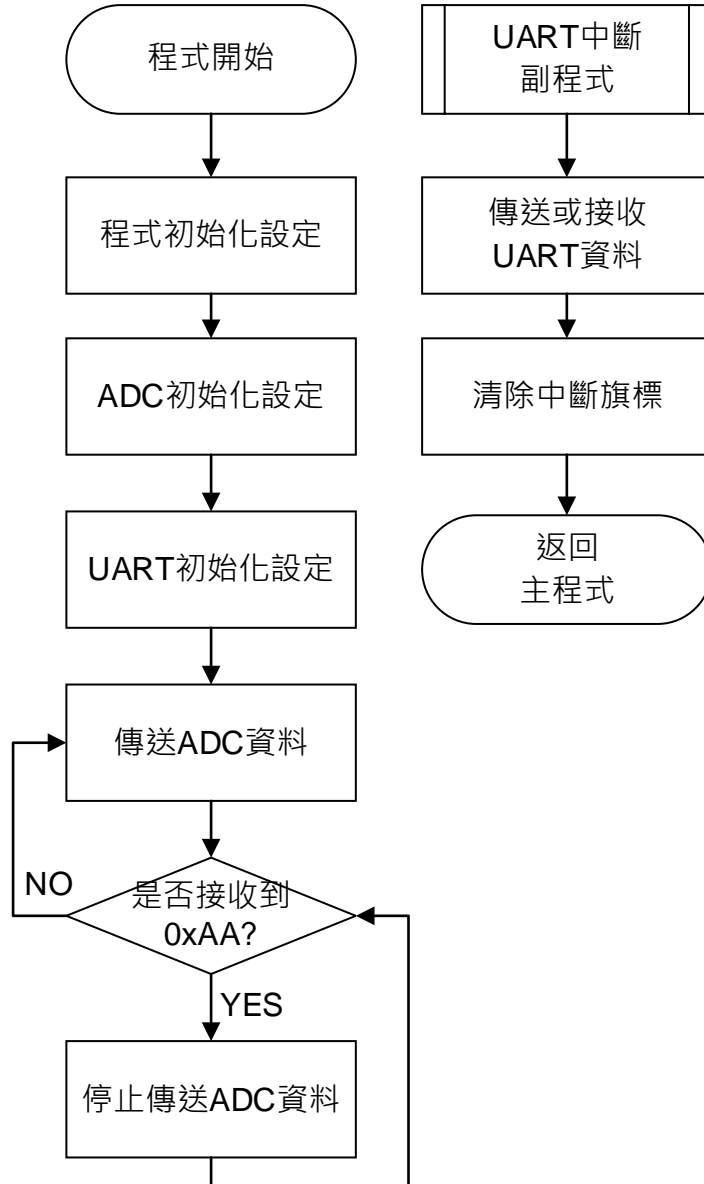 程式開始
程式初始化設定
ADC初始化設定
UART初始化設定
傳送ADC資料
NO
是否接收到
0xAA?
YES
停止傳送ADC資料
UART中斷
副程式
傳送或接收
UART資料
清除中斷旗標
返回
主程式